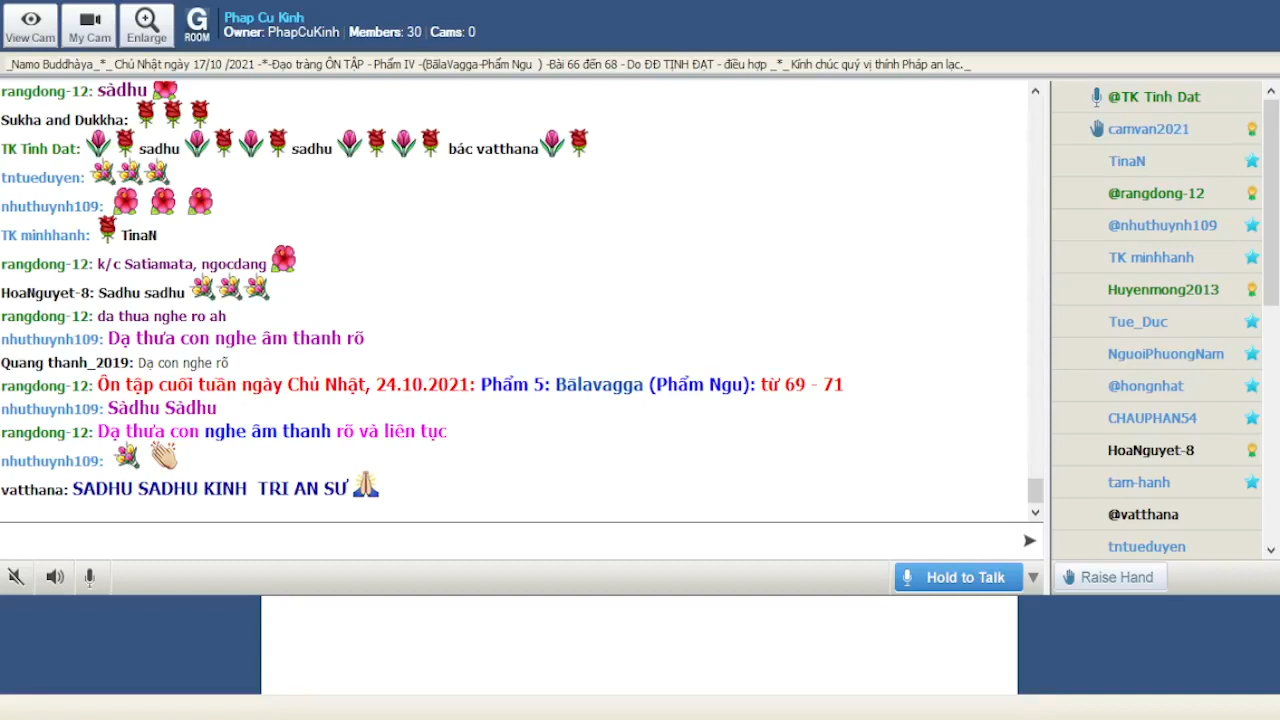 View Cam
My Cam
Enlarge
G
ROOM
Phap Cu Kinh
Owner: PhapCuKinh | Members: 30 | Cams: 0
_Namo Buddhàya_*_ Chủ Nhật ngày 17/10 /2021 -*-Đạo tràng ÔN TẬP - Phẩm IV -(BãlaVagga-Phẩm Ngu ) -Bài 66 đến 68 - Do ĐĐ TỊNH ĐẠT - điều hợp _*_Kính chúc quý vị thính Pháp an lạc._
rangdong-12: sàdhu
Sukha and Dukkha:
TK Tinh Dat: sadhu sadhu bác vatthana
tntueduyen:
nhuthuynh109:
TK minhhanh: TinaN
rangdong-12: k/c Satiamata, ngocdang
HoaNguyet-8: Sadhu sadhu
rangdong-12: da thua nghe ro ah
nhuthuynh109: Dạ thưa con nghe âm thanh rõ
Quang thanh_2019: Dạ con nghe rõ
rangdong-12: Ôn tập cuối tuần ngày Chủ Nhật, 24.10.2021: Phẩm 5: Bãlavagga (Phẩm Ngu): từ 69 - 71
nhuthuynh109: Sàdhu Sàdhu
rangdong-12: Dạ thưa con nghe âm thanh rõ và liên tục
nhuthuynh109:
vatthana: SADHU SADHU KINH TRI AN SƯ
Hold to Talk
@TK Tinh Dat
camvan2021
TinaN
@rangdong-12
@nhuthuynh109
TK minhhanh
Huyenmong2013
Tue_Duc
NguoiPhuongNam
@hongnhat
CHAUPHAN54
HoaNguyet-8
tam-hanh
@vatthana
tntueduyen
Raise Hand